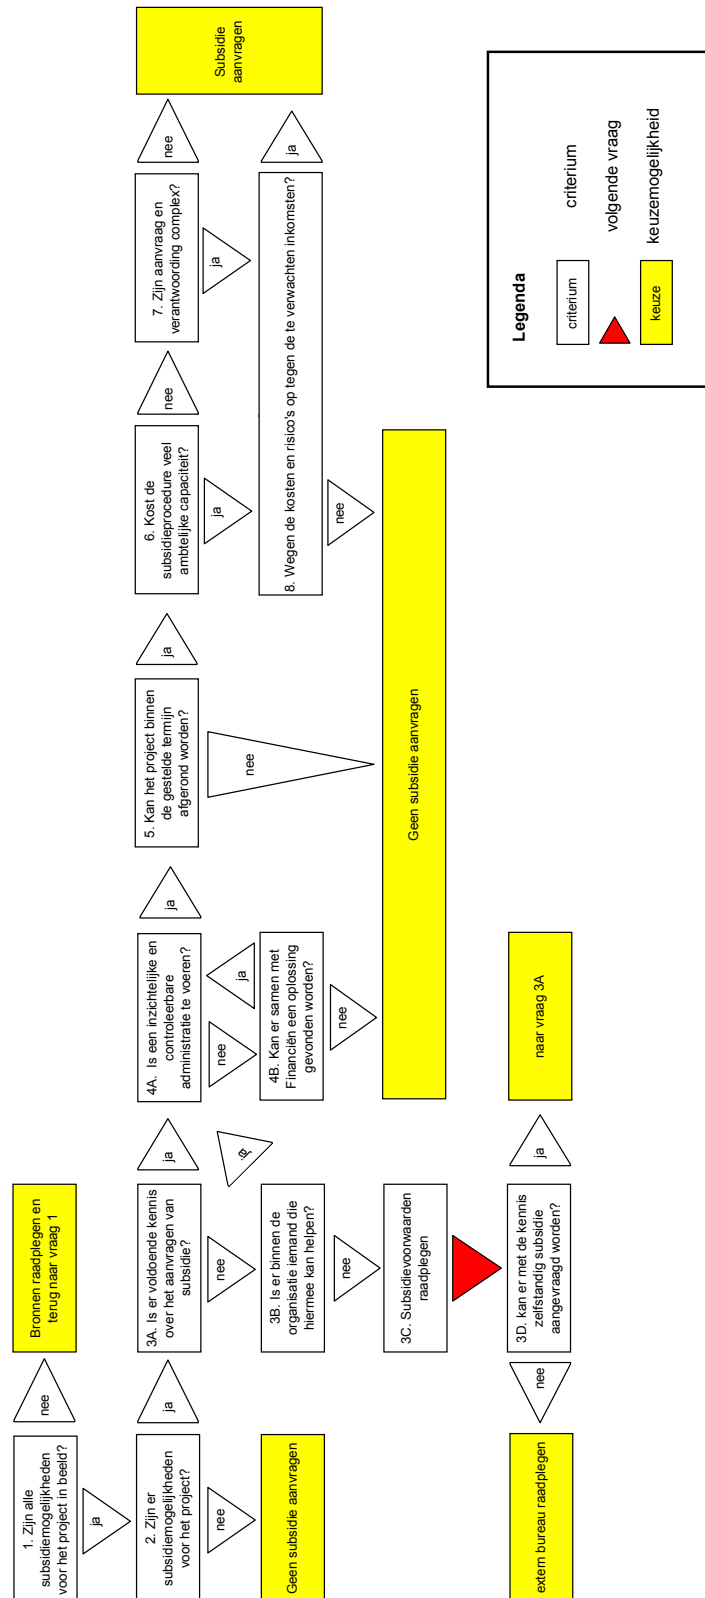 1. Zijn alle
subsidiemogelijkheden
voor het project in beeld?
nee
Bronnen raadplegen en
terug naar vraag 1
ja
2. Zijn er
subsidiemogelijkheden
voor het project?
nee
Geen subsidie aanvragen
ja
3A. Is er voldoende kennis
over het aanvragen van
subsidie?
nee
3B. Is er binnen de
organisatie iemand die
hiermee kan helpen?
ja
nee
3C. Subsidievoorwaarden
raadplegen
3D. kan er met de kennis
zelfstandig subsidie
aangevraagd worden?
nee
extern bureau raadplegen
ja
naar vraag 3A
ja
4A. Is een inzichtelijke en
controleerbare
administratie te voeren?
nee
ja
4B. Kan er samen met
Financiën een oplossing
gevonden worden?
nee
ja
5. Kan het project binnen
de gestelde termijn
afgerond worden?
nee
Geen subsidie aanvragen
ja
6. Kost de
subsidieprocedure veel
ambtelijke capaciteit?
ja
nee
7. Zijn aanvraag en
verantwoording complex?
ja
nee
8. Wegen de kosten en risico's op tegen de te verwachten inkomsten?
nee
ja
Subsidie
aanvragen
Legenda
criterium
criterium
volgende vraag
keuze
keuzemogelijkheid